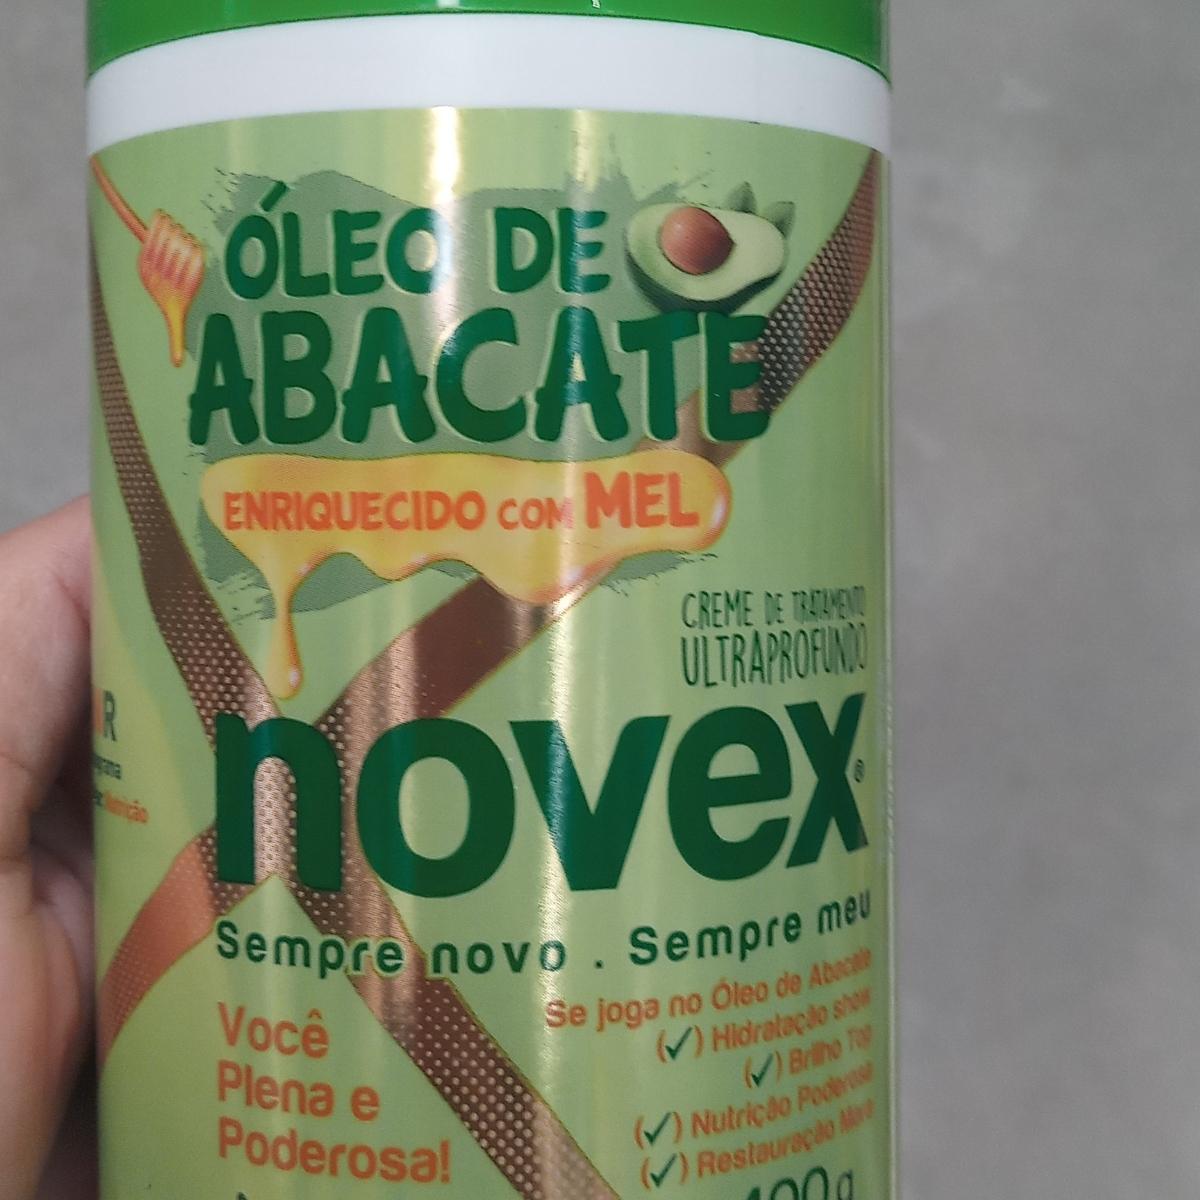 ÓLEO DE
ABACATE
ENRIQUECIDO COM MEL
CREME DE TRATAMENTO
ULTRAPROFUNDO
novex®
Sempre novo . Sempre meu
Se joga no Óleo de Abacate
(✓) Hidratação show
(✓) Brilho Top
(✓) Nutrição Poderosa
(✓) Restauração
Você
Plena e
Poderosa!
Nutrição